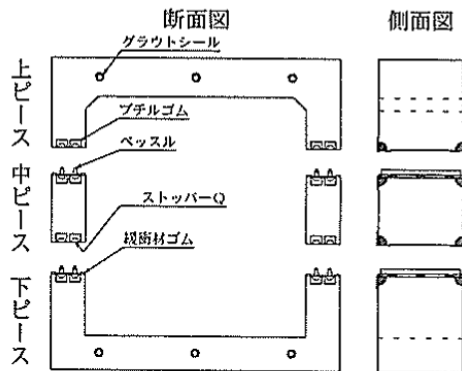 断面図
側面図
グラウトシール
上ピース
ブチルゴム
ベッスル
中ピース
ストッパーQ
緩衝材ゴム
下ピース